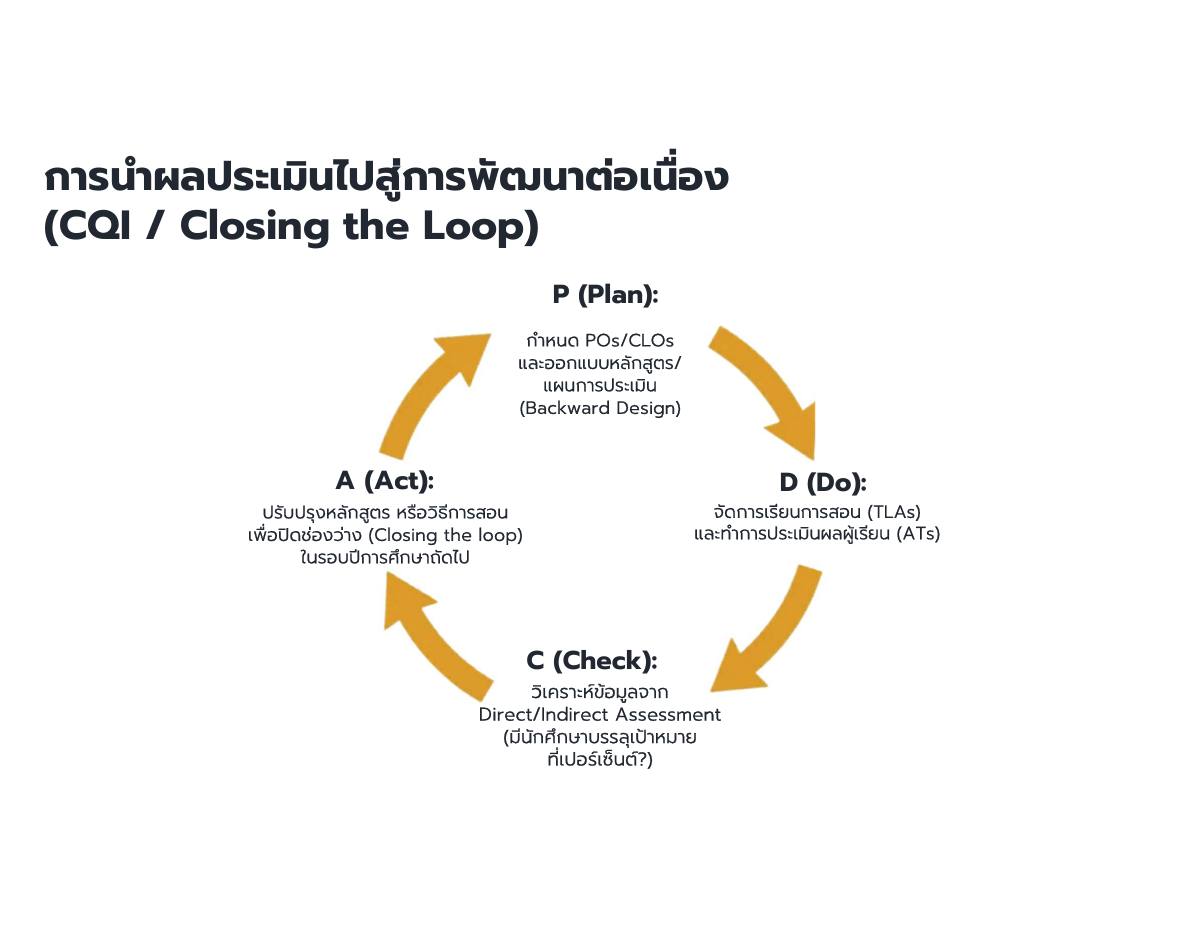 การนำผลประเมินไปสู่การพัฒนาต่อเนื่อง
(CQI / Closing the Loop)
P (Plan):
กำหนด POs/CLOs
และออกแบบหลักสูตร/
แผนการประเมิน
(Backward Design)
A (Act):
ปรับปรุงหลักสูตร หรือวิธีการสอน
เพื่อปิดช่องว่าง (Closing the loop)
ในรอบปีการศึกษาถัดไป
D (Do):
จัดการเรียนการสอน (TLAs)
และทำการประเมินผลผู้เรียน (ATs)
C (Check):
วิเคราะห์ข้อมูลจาก
Direct/Indirect Assessment
(มีนักศึกษาบรรลุเป้าหมาย
ที่เปอร์เซ็นต์?)